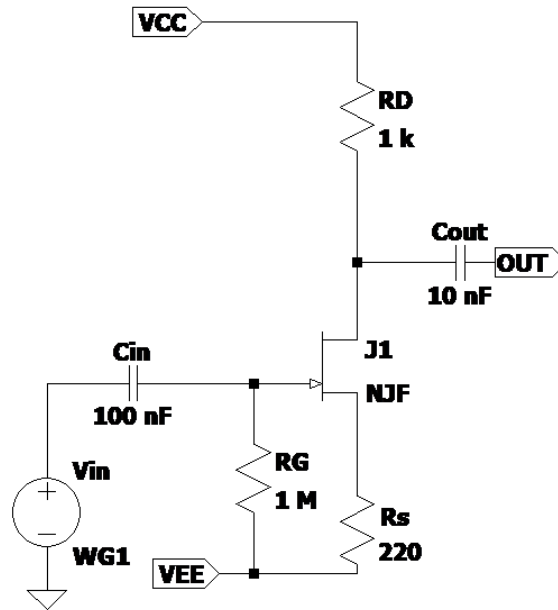 VCC
RD
1 k
Cout
OUT
10 nF
Cin
J1
100 nF
NJF
Vin
RG
1 M
Rs
WG1
VEE
220